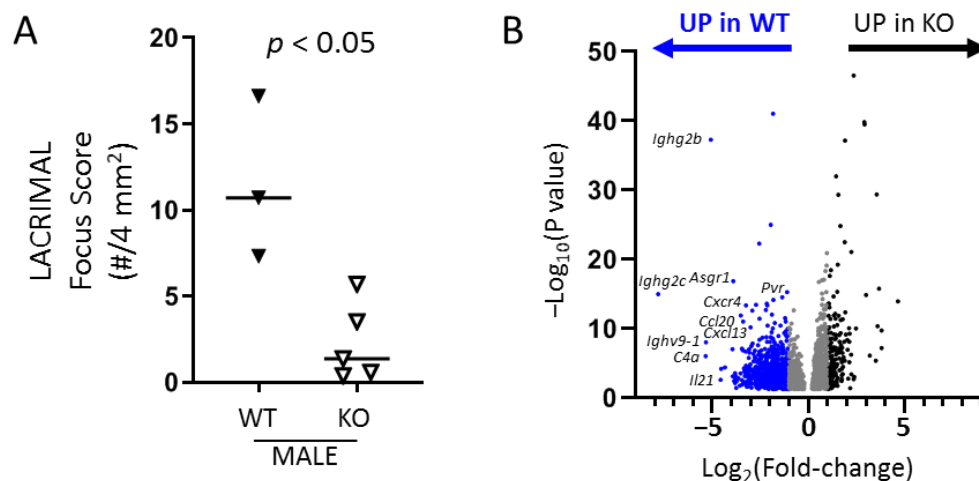 A
LACRIMAL
Focus Score
(#/4 mm²)
20
15
10
5
0
p < 0.05
WT KO
MALE
B
UP in WT UP in KO
−Log₁₀(P value)
50
40
30
20
10
0
Ighg2b
Ighg2c
Asgr1
Pvr
Cxcr4
Ccl20
Cxcl13
Ighv9-1
C4a
Il21
−5 0 5
Log₂(Fold-change)